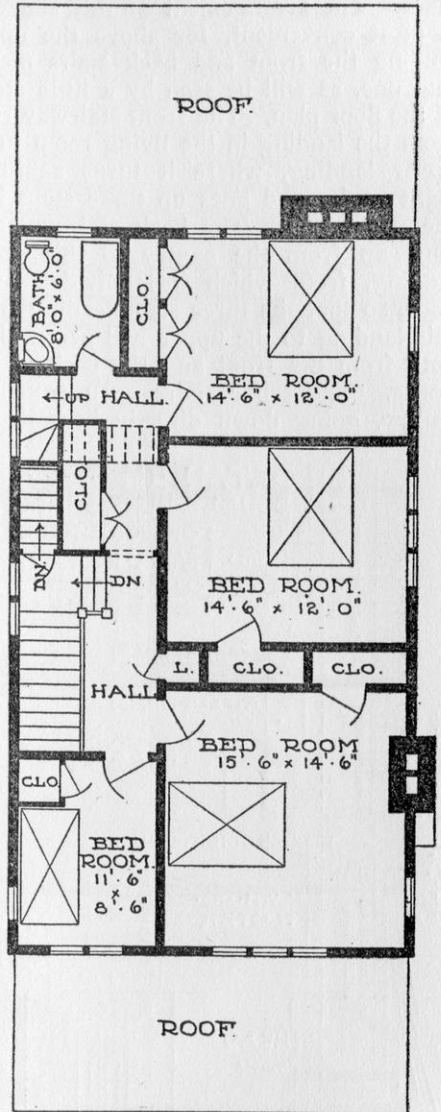 ROOF.
BATH
8'.0" x 6'.0"
CLO.
BED ROOM.
14'.6" x 12'.0"
UP HALL.
CLO.
DN
DN
BED ROOM.
14'.6" x 12'.0"
L.
CLO.
CLO.
HALL
BED ROOM
15'.6" x 14'.6"
CLO
BED
ROOM.
11'.6"
x
8'.6"
ROOF.